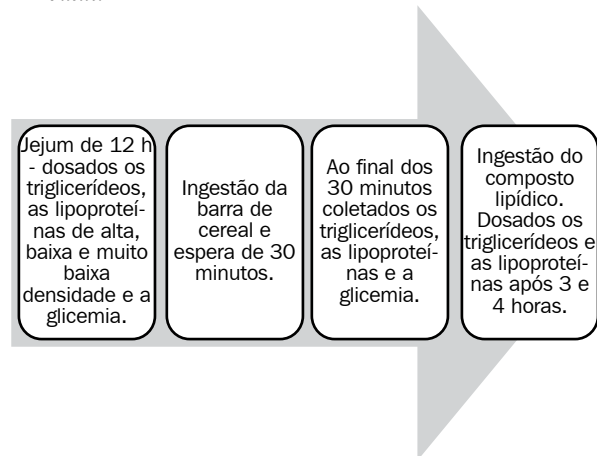 Jejum de 12 h
- dosados os
triglicerídeos,
as lipoproteí-
nas de alta,
baixa e muito
baixa
densidade e a
glicemia.
Ingestão da
barra de
cereal e
espera de 30
minutos.
Ao final dos
30 minutos
coletados os
triglicerídeos,
as lipoproteí-
nas e a
glicemia.
Ingestão do
composto
lipídico.
Dosados os
triglicerídeos e
as lipoproteí-
nas após 3 e
4 horas.